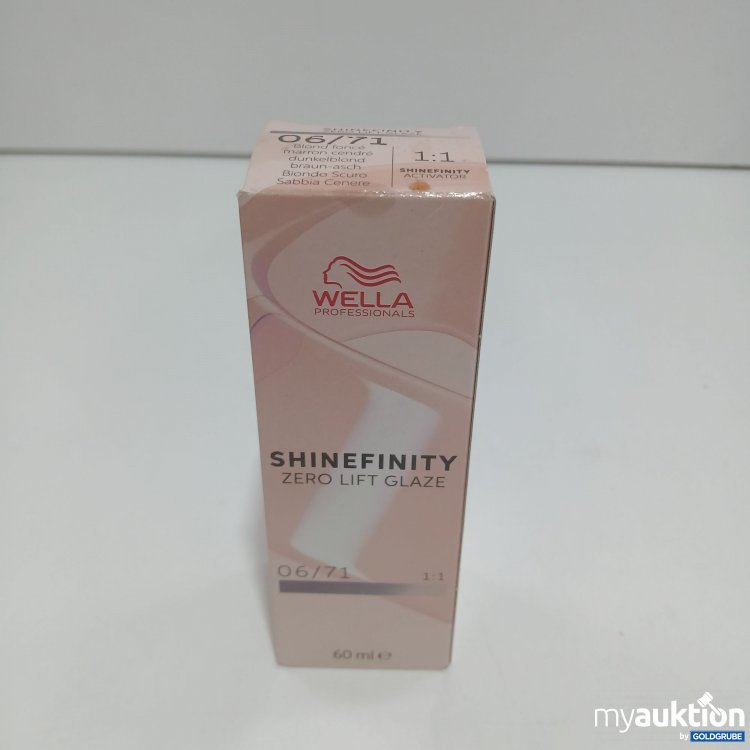 SHINEFINITY
06/71
Blond foncé
marron cendré
dunkelblond
braun-asch
Biondo Scuro
Sabbia Cenere
1:1
SHINEFINITY
ACTIVATOR
WELLA
PROFESSIONALS
SHINEFINITY
ZERO LIFT GLAZE
06/71 1:1
60 ml ℮
myauktion
by GOLDGRUBE